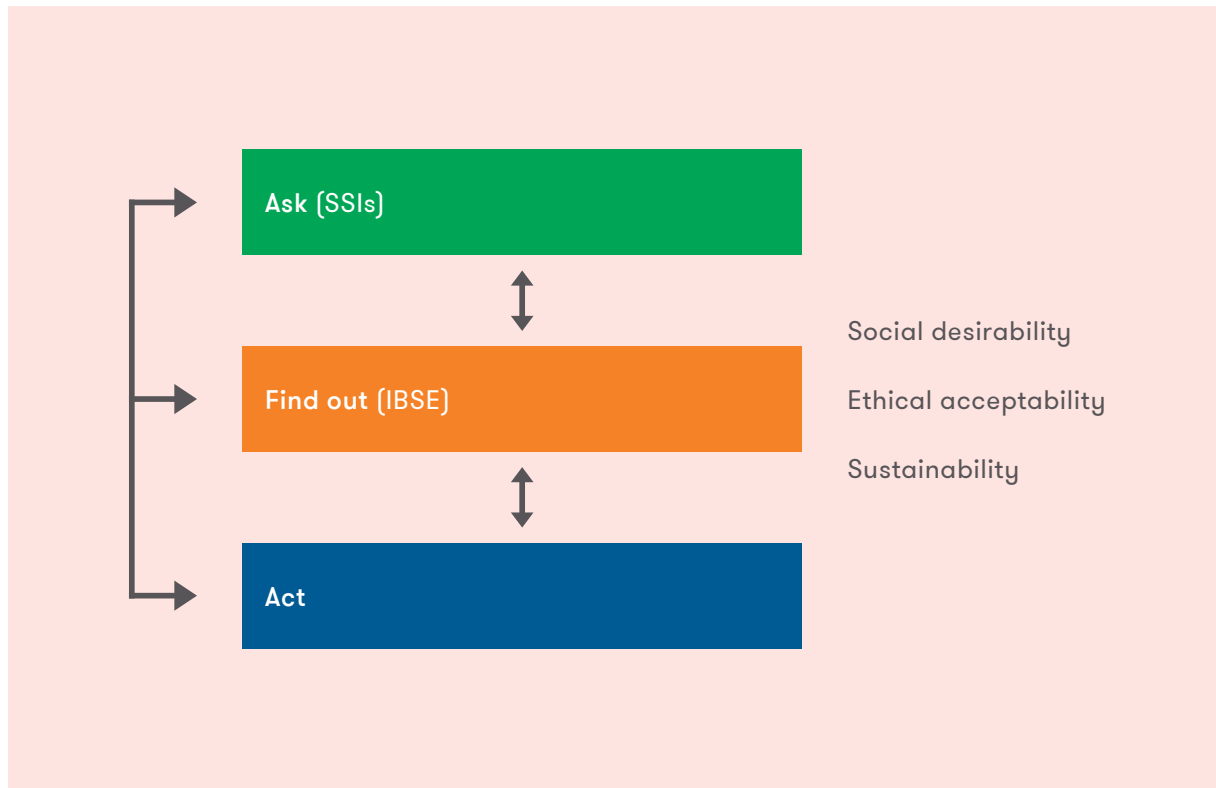 Ask (SSIs)
Find out (IBSE)
Act
Social desirability
Ethical acceptability
Sustainability